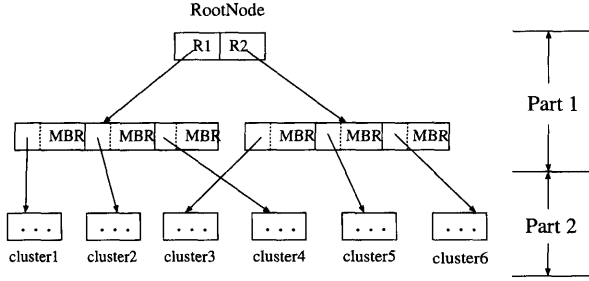 RootNode
R1 R2
Part 1
MBR MBR MBR MBR MBR MBR
Part 2
... ... ... ... ... ...
cluster1 cluster2 cluster3 cluster4 cluster5 cluster6